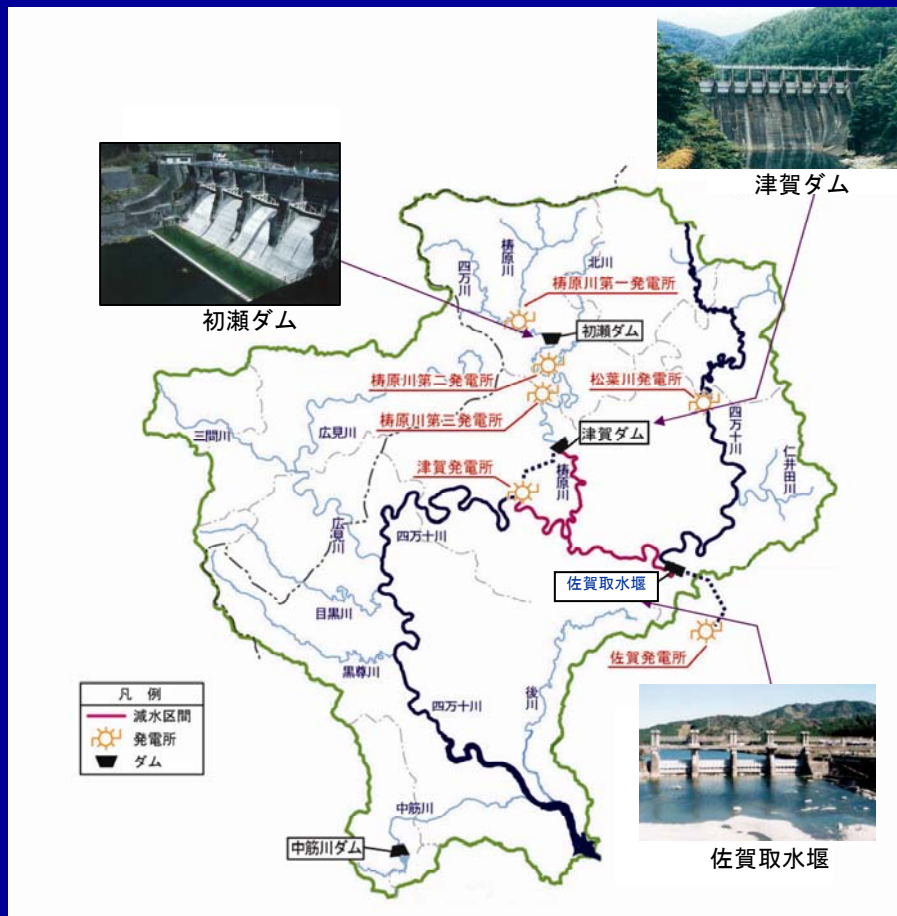 津賀ダム
初瀬ダム
四万川
梼原川
北川
梼原川第一発電所
初瀬ダム
梼原川第二発電所
松葉川発電所
梼原川第三発電所
三間川
広見川
津賀ダム
四万十川
仁井田川
津賀発電所
梼原川
広見川
四万十川
佐賀取水堰
目黒川
佐賀発電所
黒尊川
後川
四万十川
凡 例
減水区間
発電所
ダム
中筋川
中筋川ダム
佐賀取水堰